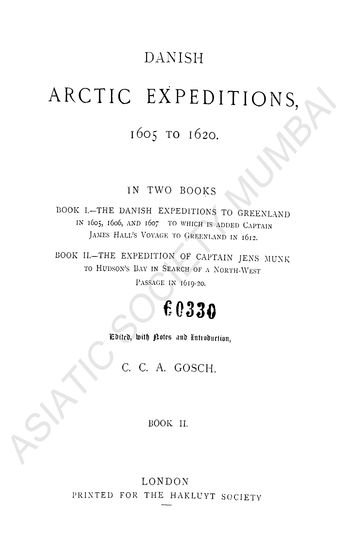 DANISH
ARCTIC EXPEDITIONS,
1605 TO 1620.
IN TWO BOOKS
BOOK I.—THE DANISH EXPEDITIONS TO GREENLAND
IN 1605, 1606, AND 1607 TO WHICH IS ADDED CAPTAIN
JAMES HALL'S VOYAGE TO GREENLAND IN 1612.
BOOK II.—THE EXPEDITION OF CAPTAIN JENS MUNK
TO HUDSON'S BAY IN SEARCH OF A NORTH-WEST
PASSAGE IN 1619-20.
60330
Edited, with Notes and Introduction,
C. C. A. GOSCH.
BOOK II.
LONDON
PRINTED FOR THE HAKLUYT SOCIETY
ASIATIC SOCIETY MUMBAI